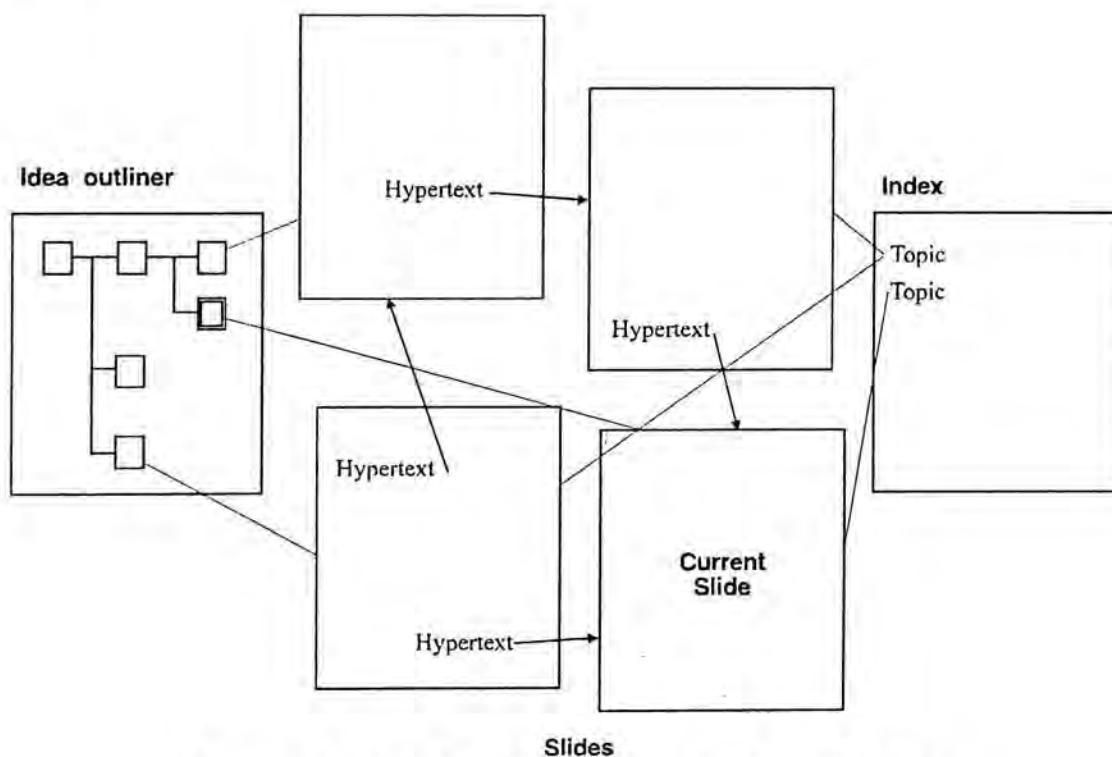 Idea outliner
Hypertext
Index
Topic
Topic
Hypertext
Hypertext
Current
Slide
Hypertext
Slides